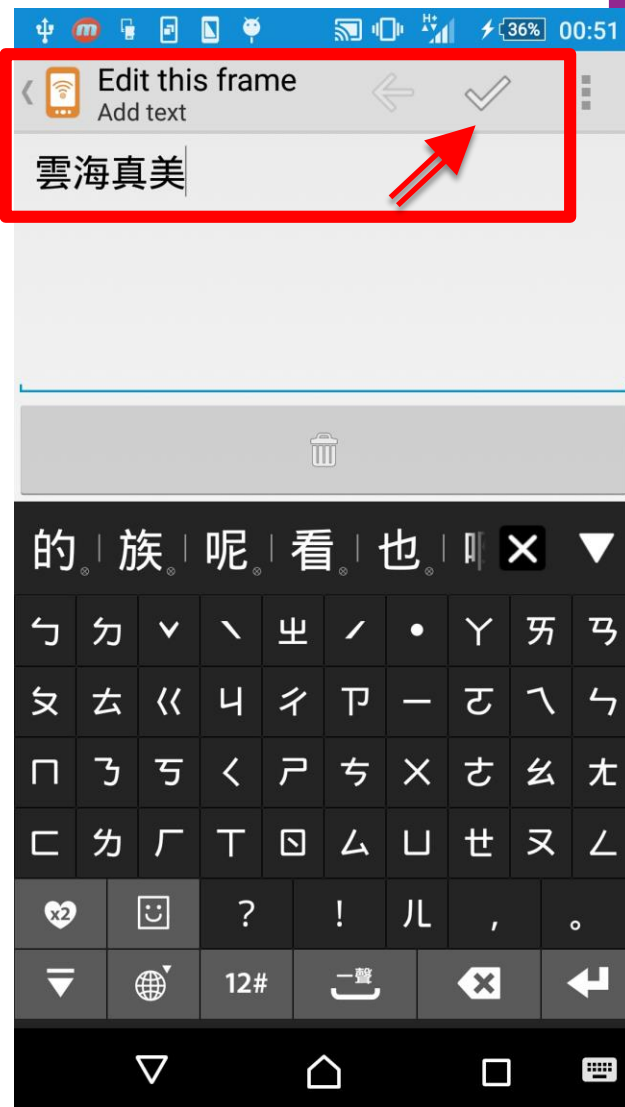 36% 00:51
Edit this frame
Add text
雲海真美
的 族 呢 看 也
ㄅ ㄉ ˇ ˋ ㄓ ˊ ˙ ㄚ ㄞ ㄢ
ㄆ ㄊ ㄍ ㄐ ㄔ ㄗ ㄧ ㄛ ㄟ ㄣ
ㄇ ㄋ ㄎ ㄑ ㄕ ㄘ ㄨ ㄜ ㄠ ㄤ
ㄈ ㄌ ㄏ ㄒ ㄖ ㄙ ㄩ ㄝ ㄡ ㄥ
x2 ? ! ㄦ , 。
12# 一聲